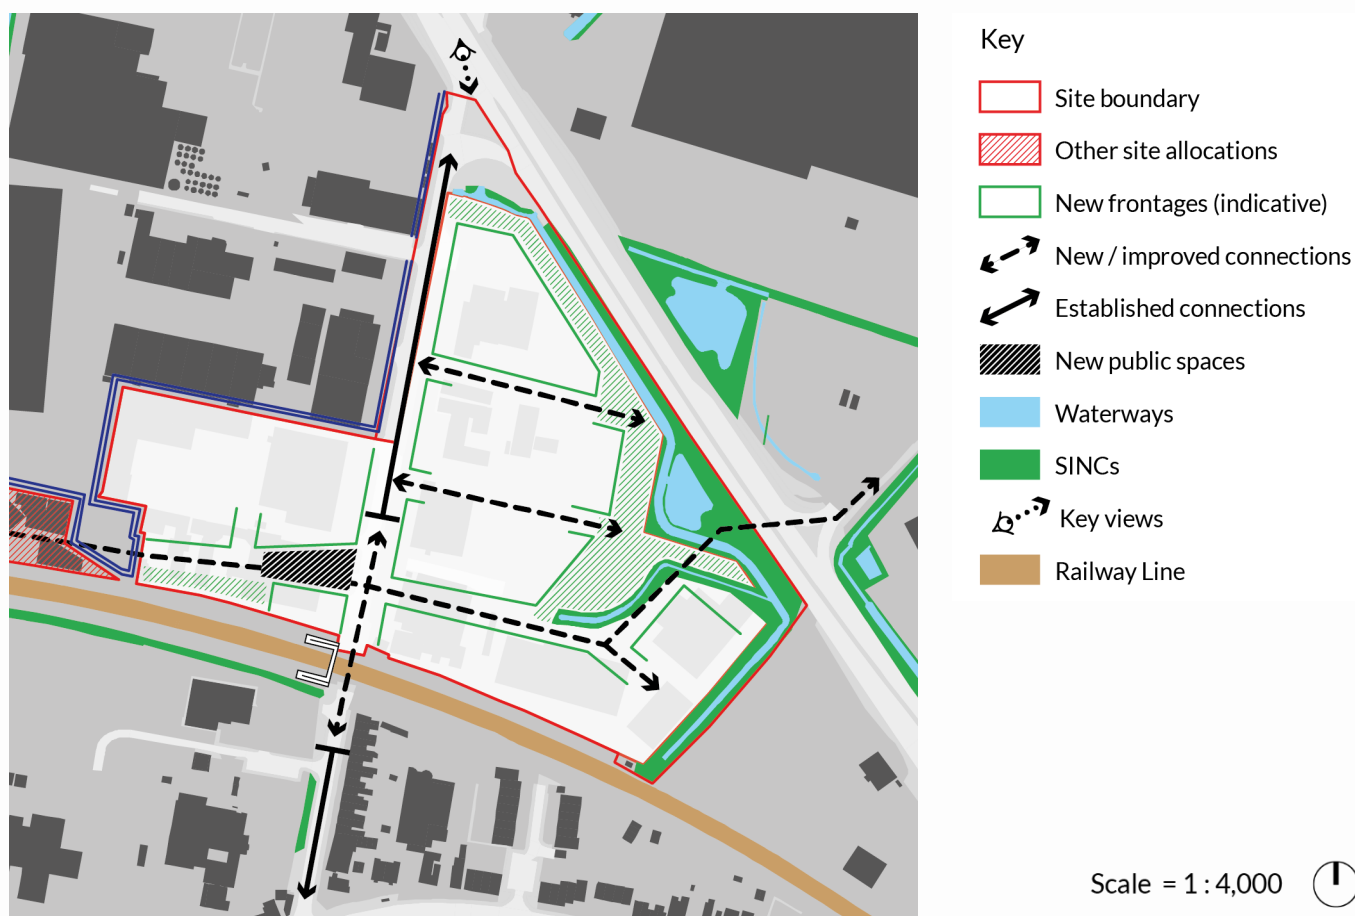 Key
Site boundary
Other site allocations
New frontages (indicative)
New / improved connections
Established connections
New public spaces
Waterways
SINCs
Key views
Railway Line
Scale = 1 : 4,000